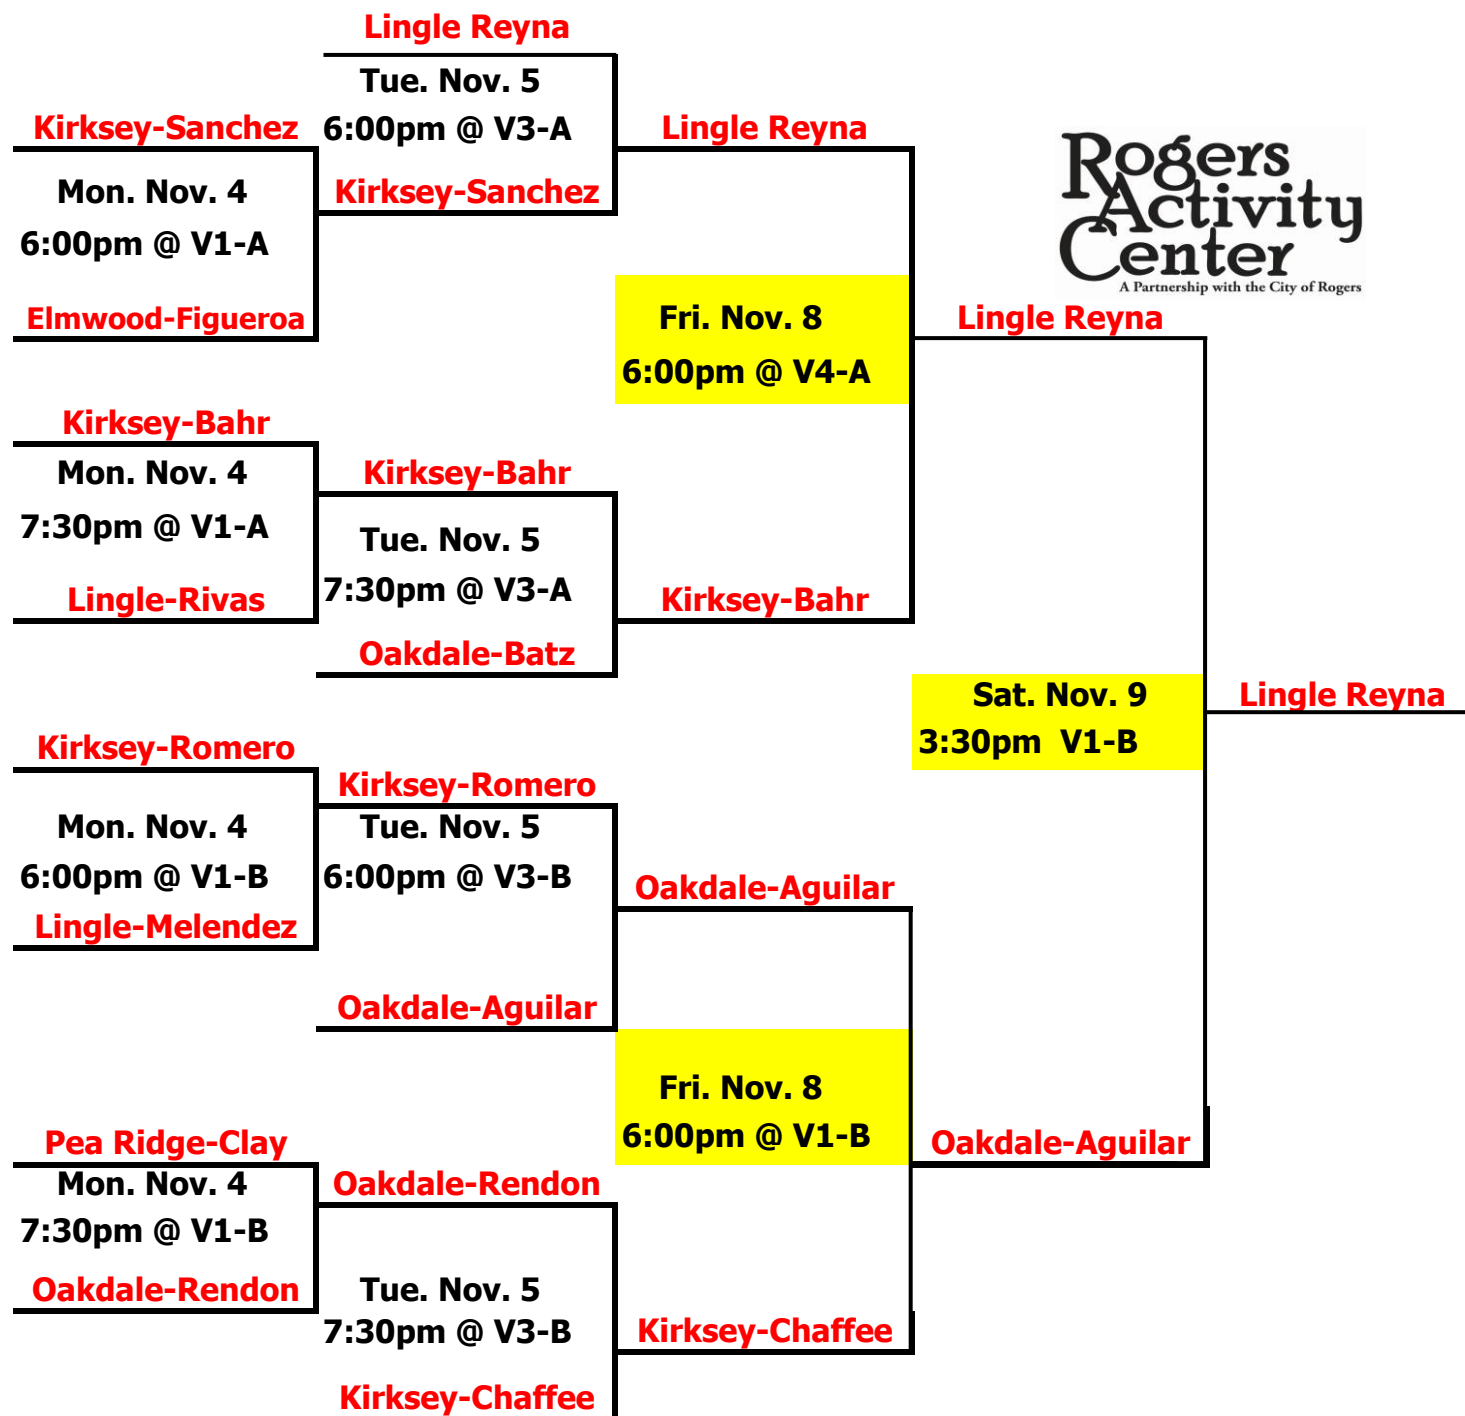 Lingle Reyna
Tue. Nov. 5
6:00pm @ V3-A
Kirksey-Sanchez
Lingle Reyna
Mon. Nov. 4
6:00pm @ V1-A
Kirksey-Sanchez
Elmwood-Figueroa
Rogers
Activity
Center
A Partnership with the City of Rogers
Fri. Nov. 8
6:00pm @ V4-A
Lingle Reyna
Kirksey-Bahr
Mon. Nov. 4
7:30pm @ V1-A
Lingle-Rivas
Kirksey-Bahr
Tue. Nov. 5
7:30pm @ V3-A
Oakdale-Batz
Kirksey-Bahr
Sat. Nov. 9
3:30pm V1-B
Lingle Reyna
Kirksey-Romero
Mon. Nov. 4
6:00pm @ V1-B
Lingle-Melendez
Kirksey-Romero
Tue. Nov. 5
6:00pm @ V3-B
Oakdale-Aguilar
Oakdale-Aguilar
Fri. Nov. 8
6:00pm @ V1-B
Oakdale-Aguilar
Pea Ridge-Clay
Mon. Nov. 4
7:30pm @ V1-B
Oakdale-Rendon
Oakdale-Rendon
Tue. Nov. 5
7:30pm @ V3-B
Kirksey-Chaffee
Kirksey-Chaffee